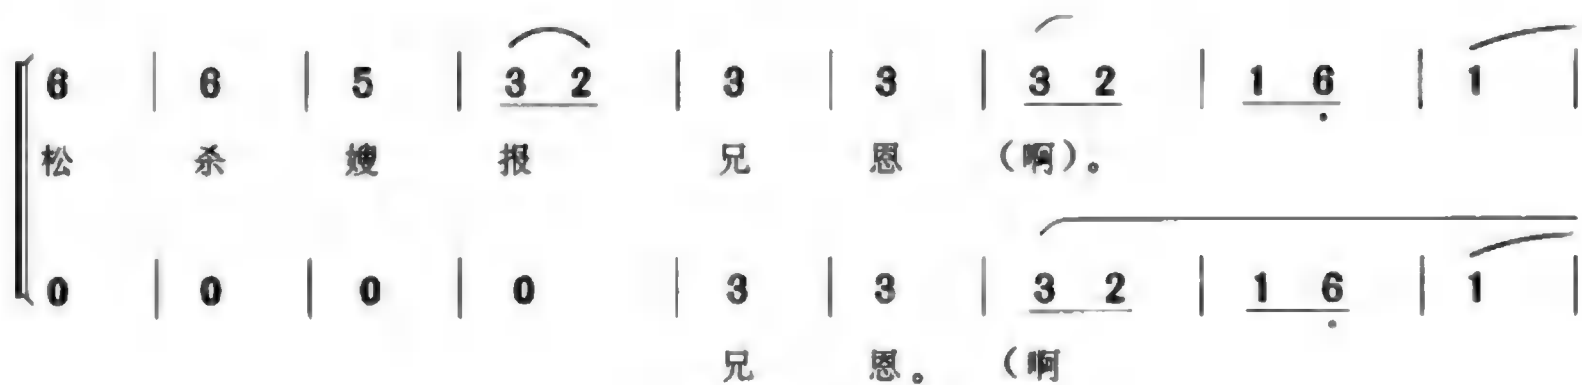 6 | 6 | 5 | 3 2 | 3 | 3 | 3 2 | 1 6̣ | 1 |
松 杀 嫂 报 兄 恩 （啊）。
0 | 0 | 0 | 0 | 3 | 3 | 3 2 | 1 6̣ | 1 |
兄 恩。 （啊